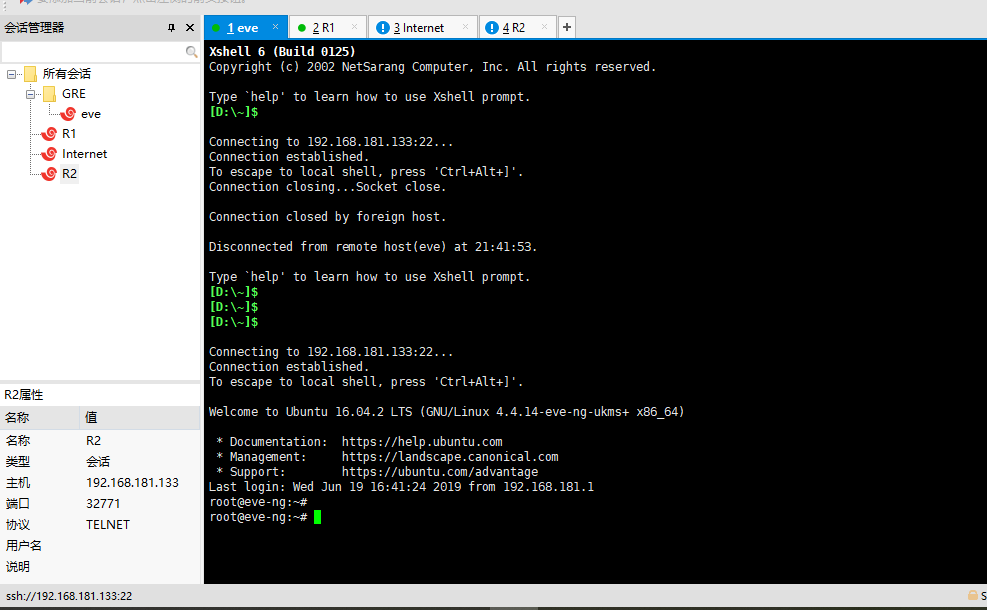 会话管理器
1 eve
2 R1
3 Internet
4 R2
+
所有会话
GRE
eve
R1
Internet
R2
R2属性
名称 值
名称 R2
类型 会话
主机 192.168.181.133
端口 32771
协议 TELNET
用户名
说明
Xshell 6 (Build 0125)
Copyright (c) 2002 NetSarang Computer, Inc. All rights reserved.
Type `help' to learn how to use Xshell prompt.
[D:\~]$
Connecting to 192.168.181.133:22...
Connection established.
To escape to local shell, press 'Ctrl+Alt+]'.
Connection closing...Socket close.
Connection closed by foreign host.
Disconnected from remote host(eve) at 21:41:53.
Type `help' to learn how to use Xshell prompt.
[D:\~]$
[D:\~]$
[D:\~]$
Connecting to 192.168.181.133:22...
Connection established.
To escape to local shell, press 'Ctrl+Alt+]'.
Welcome to Ubuntu 16.04.2 LTS (GNU/Linux 4.4.14-eve-ng-ukms+ x86_64)
* Documentation: https://help.ubuntu.com
* Management: https://landscape.canonical.com
* Support: https://ubuntu.com/advantage
Last login: Wed Jun 19 16:41:24 2019 from 192.168.181.1
root@eve-ng:~#
root@eve-ng:~#
ssh://192.168.181.133:22
S